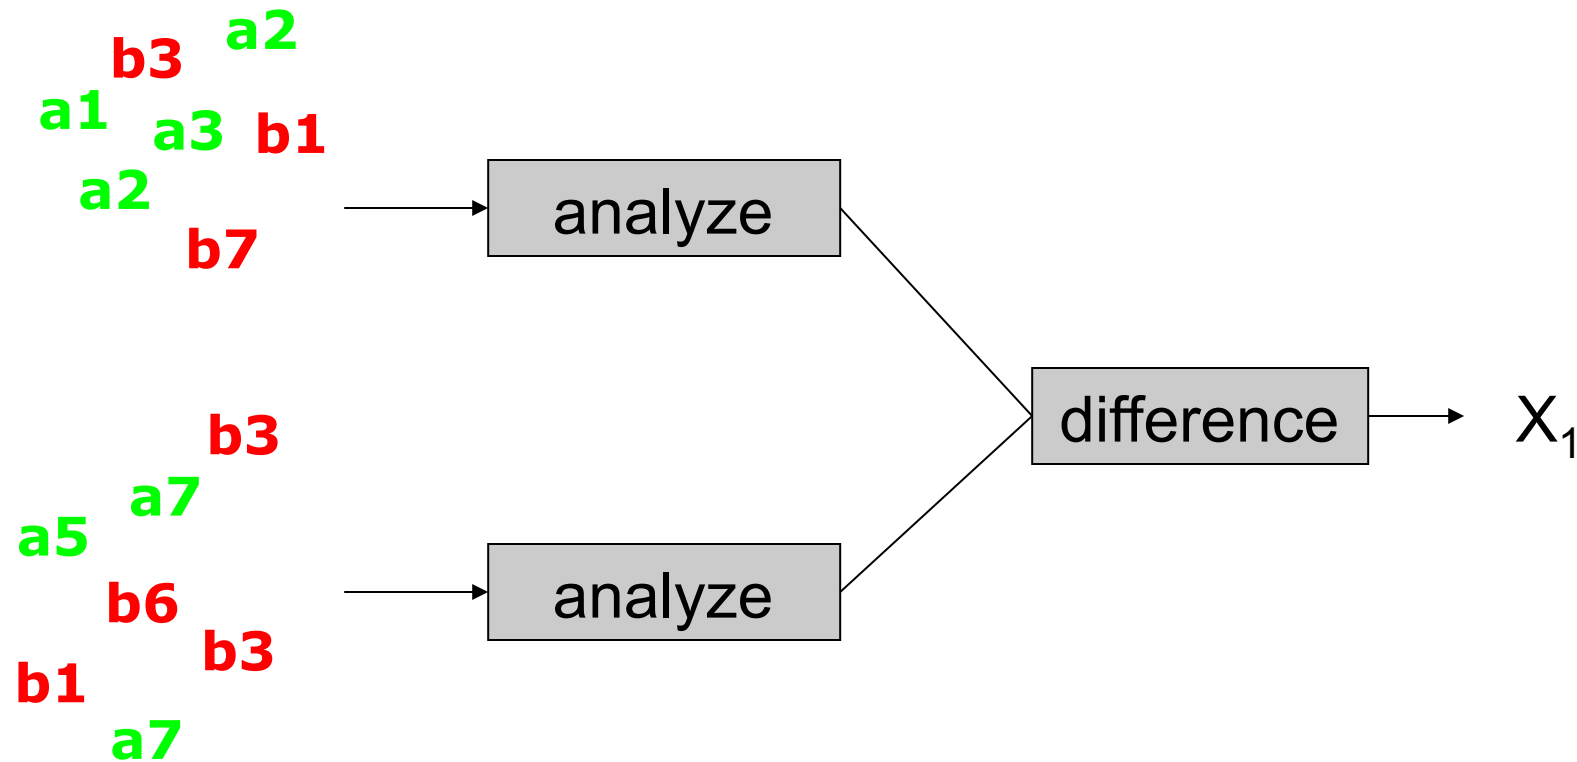 a2
b3
a1
a3
b1
a2
b7
analyze
b3
a7
a5
b6
b3
b1
a7
analyze
difference
X₁